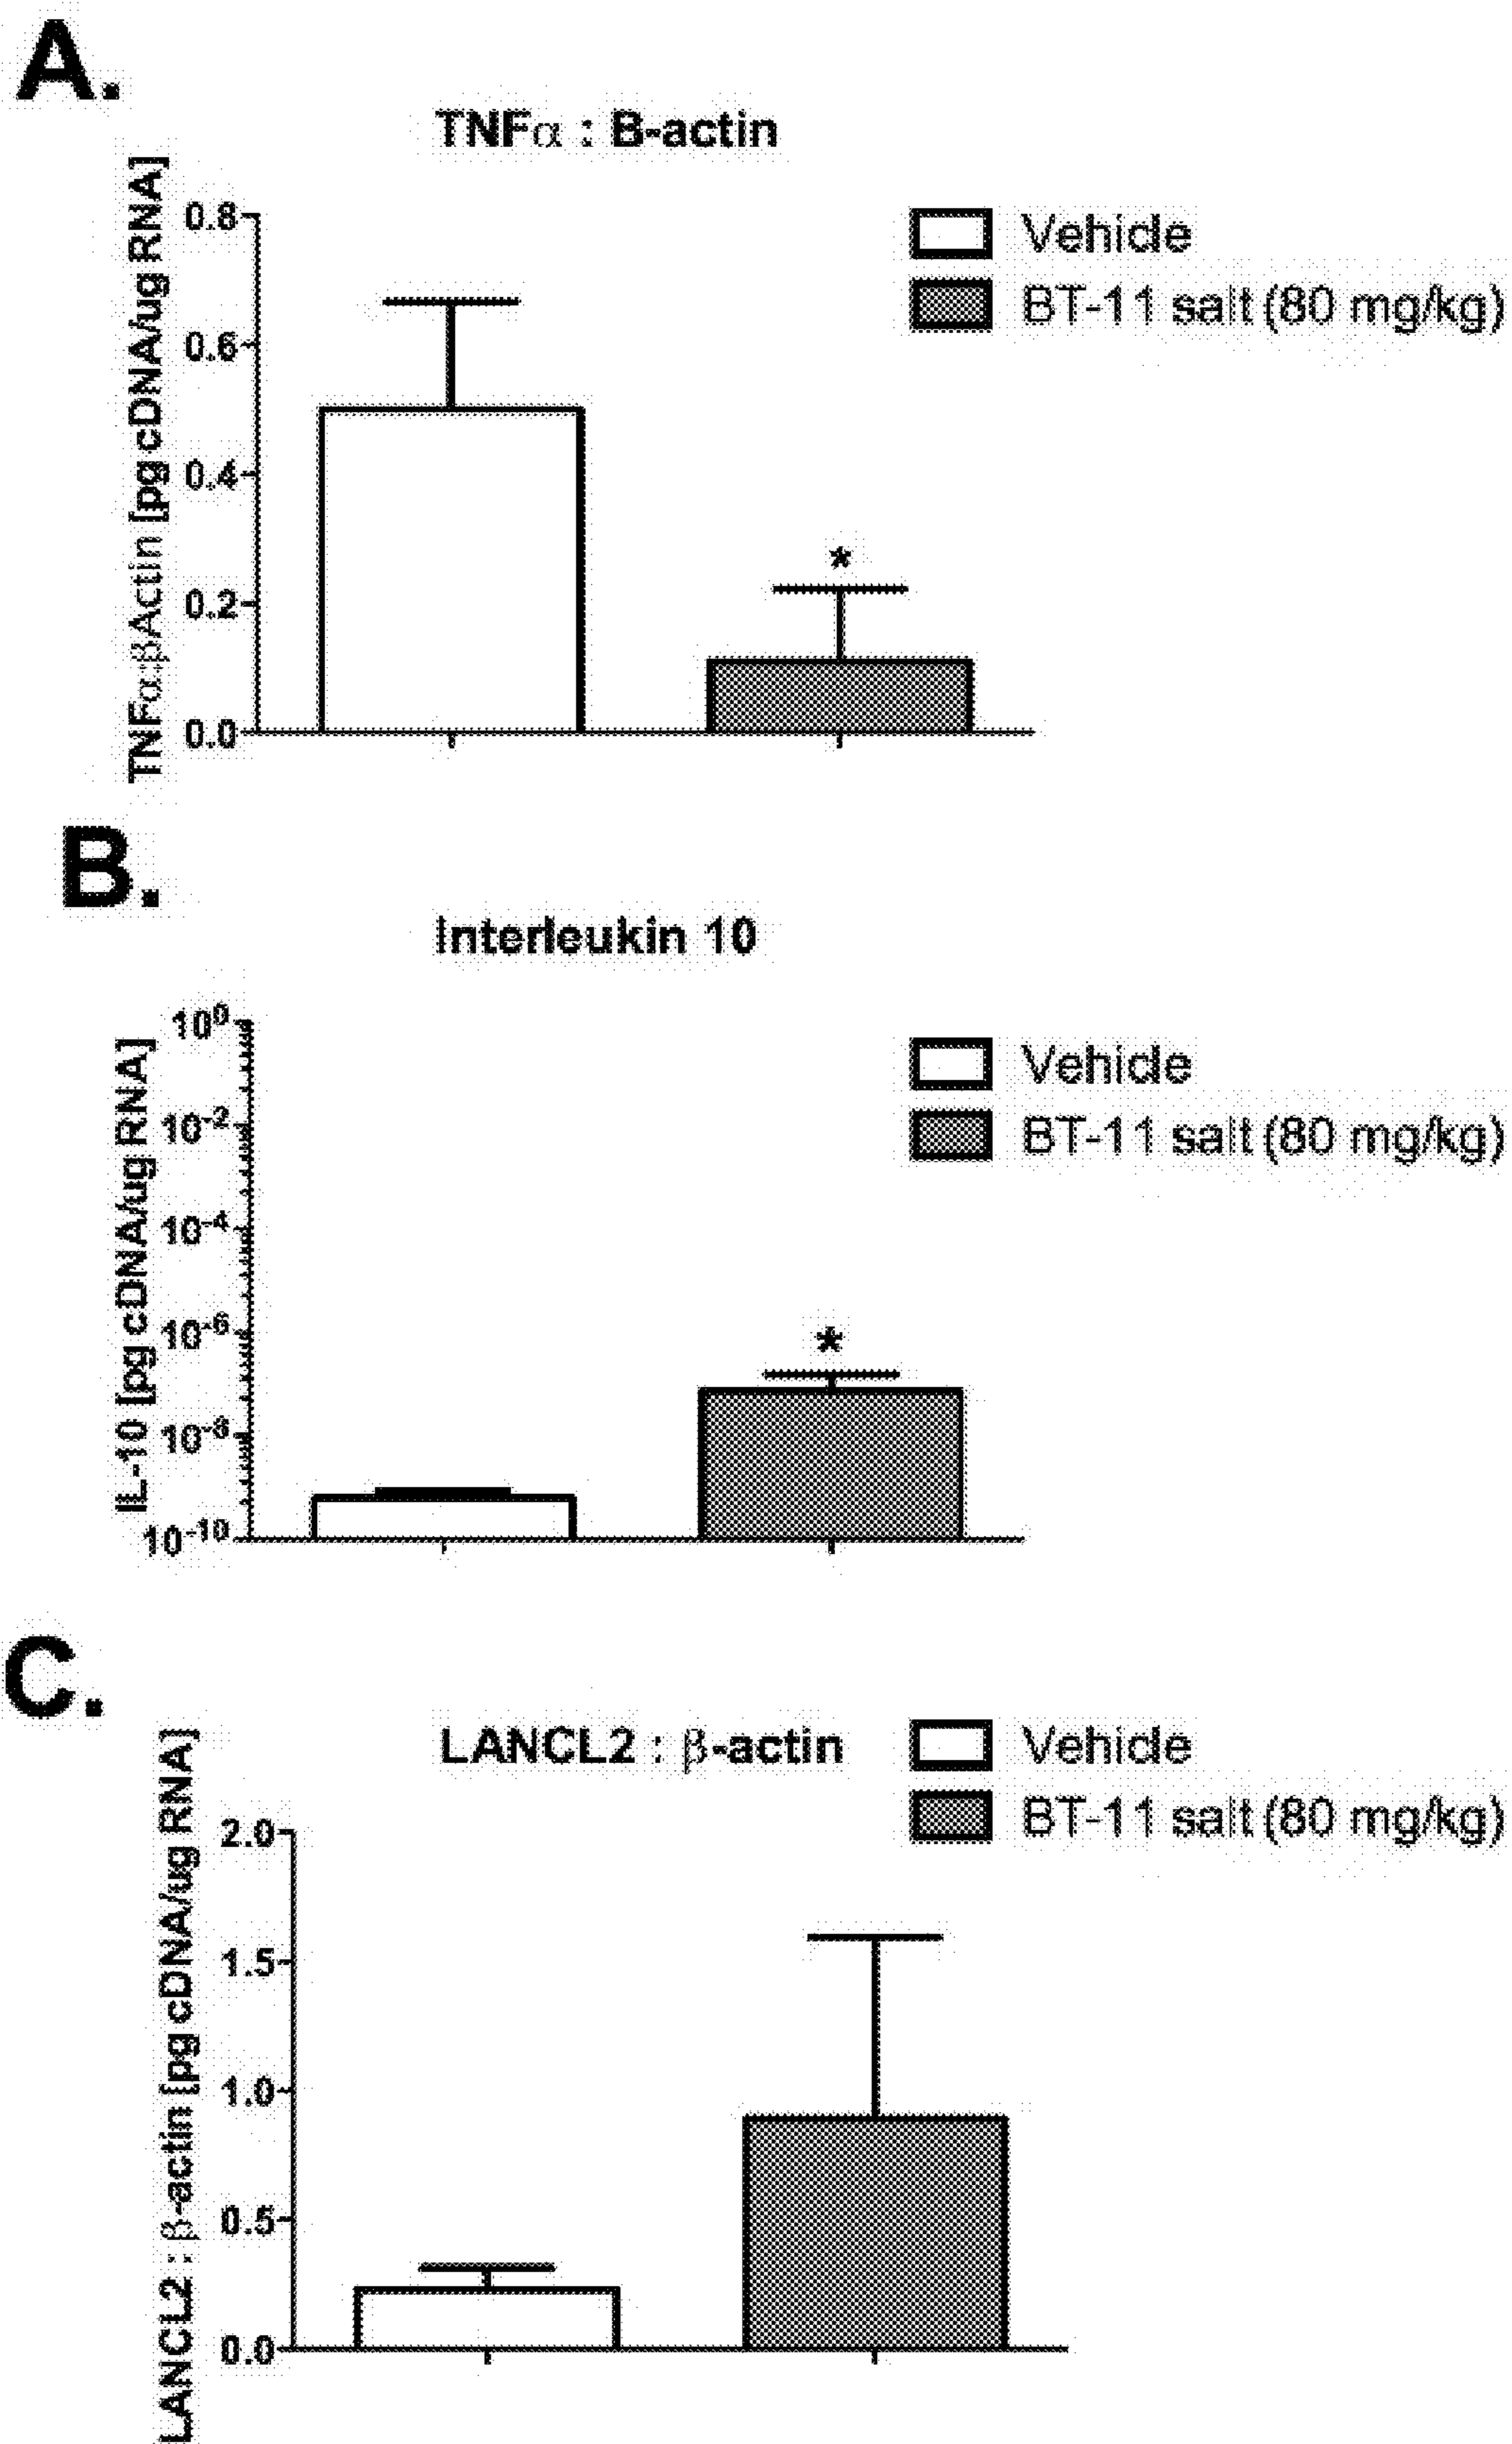 A.
TNFα : B-actin
TNFα:βActin [pg cDNA/ug RNA]
0.8
0.6
0.4
0.2
0.0
*
Vehicle
BT-11 salt (80 mg/kg)
B.
Interleukin 10
IL-10 [pg cDNA/ug RNA]
10⁰
10⁻²
10⁻⁴
10⁻⁶
10⁻⁸
10⁻¹⁰
*
Vehicle
BT-11 salt (80 mg/kg)
C.
LANCL2 : β-actin
LANCL2 : β-actin [pg cDNA/ug RNA]
2.0
1.5
1.0
0.5
0.0
Vehicle
BT-11 salt (80 mg/kg)